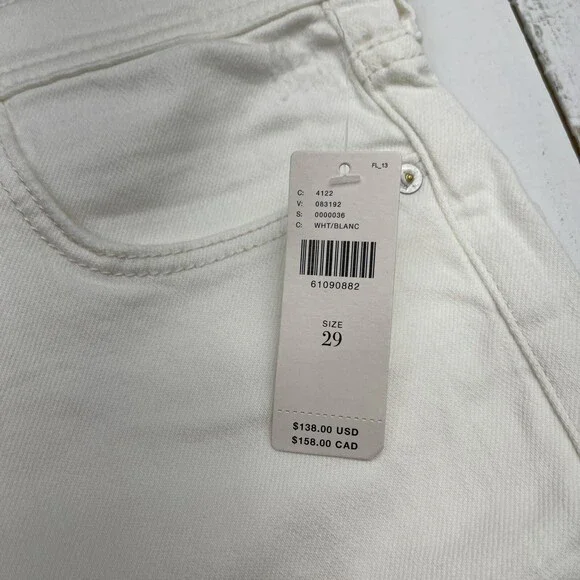 FL_13
C: 4122
V: 083192
S: 0000036
C: WHT/BLANC
61090882
SIZE
29
$138.00 USD
$158.00 CAD